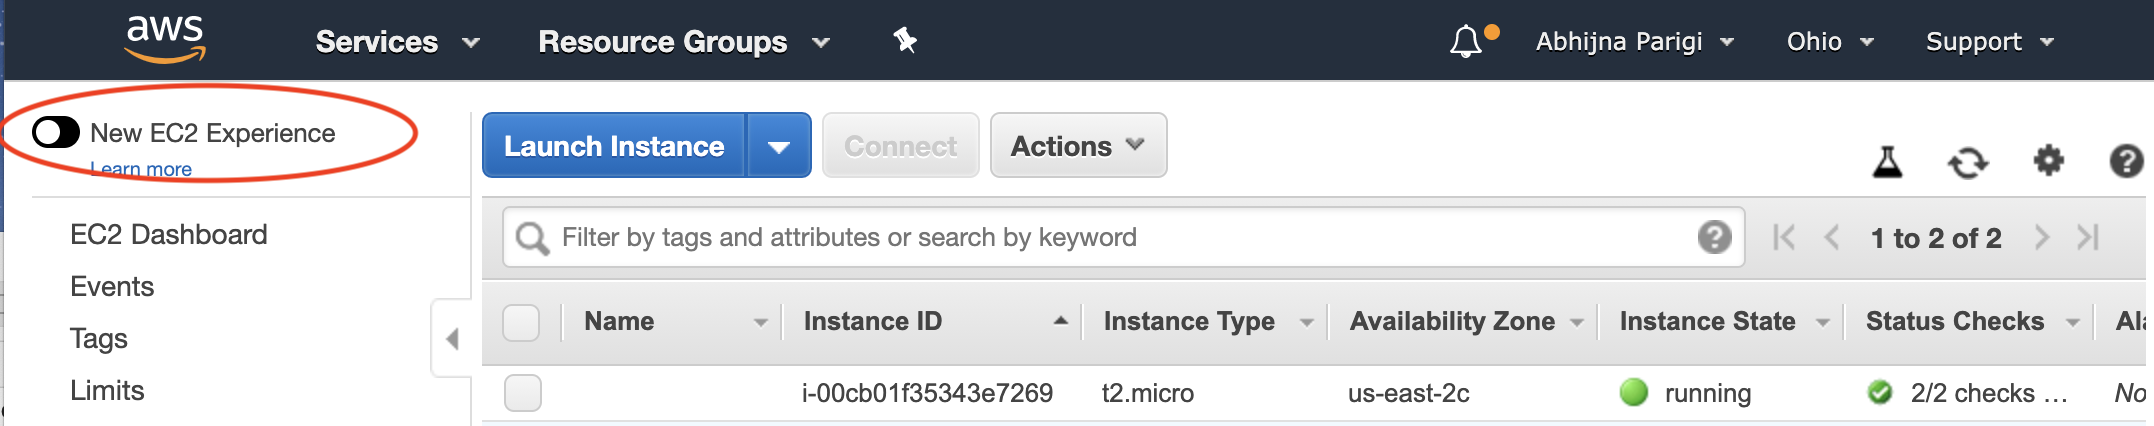 aws Services Resource Groups Abhijna Parigi Ohio Support
New EC2 Experience
Learn more
Launch Instance Connect Actions
EC2 Dashboard
Events
Tags
Limits
Filter by tags and attributes or search by keyword 1 to 2 of 2
Name Instance ID Instance Type Availability Zone Instance State Status Checks
i-00cb01f35343e7269 t2.micro us-east-2c running 2/2 checks ... No